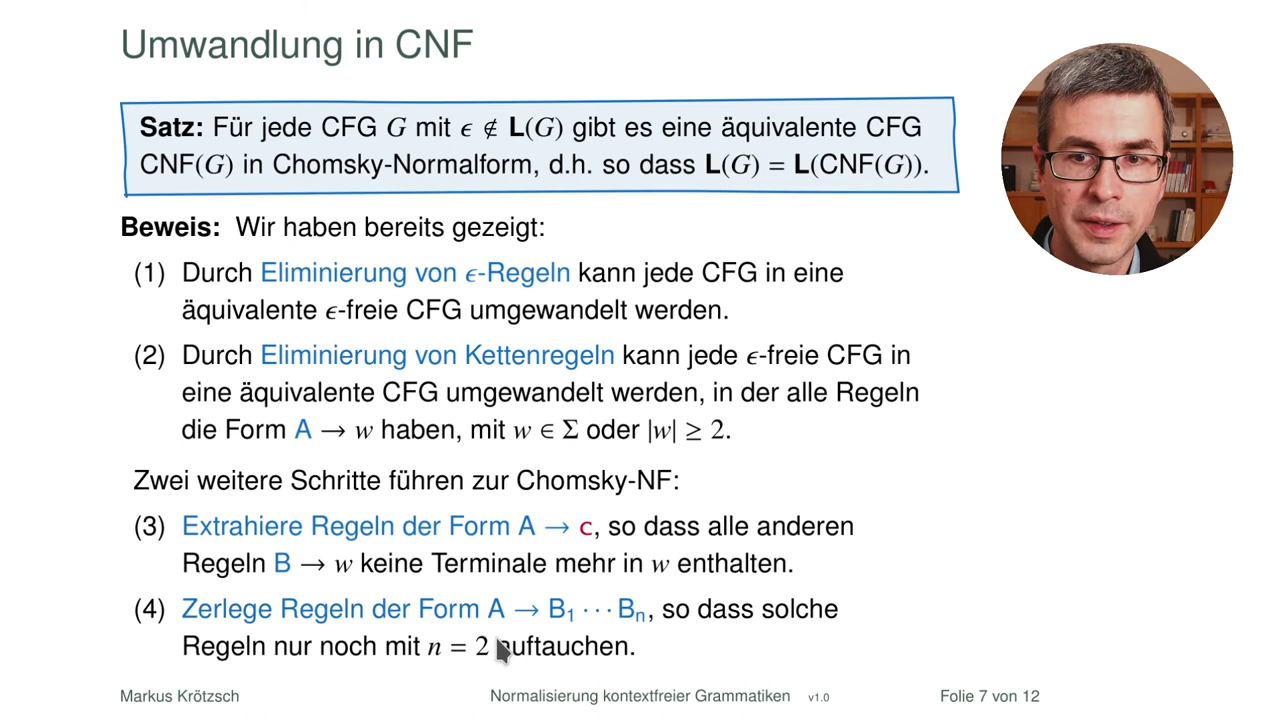 Umwandlung in CNF
Satz: Für jede CFG G mit ϵ ∉ L(G) gibt es eine äquivalente CFG
CNF(G) in Chomsky-Normalform, d.h. so dass L(G) = L(CNF(G)).
Beweis: Wir haben bereits gezeigt:
(1) Durch Eliminierung von ϵ-Regeln kann jede CFG in eine
äquivalente ϵ-freie CFG umgewandelt werden.
(2) Durch Eliminierung von Kettenregeln kann jede ϵ-freie CFG in
eine äquivalente CFG umgewandelt werden, in der alle Regeln
die Form A → w haben, mit w ∈ Σ oder |w| ≥ 2.
Zwei weitere Schritte führen zur Chomsky-NF:
(3) Extrahiere Regeln der Form A → c, so dass alle anderen
Regeln B → w keine Terminale mehr in w enthalten.
(4) Zerlege Regeln der Form A → B₁ ⋯ Bₙ, so dass solche
Regeln nur noch mit n = 2 auftauchen.
Markus Krötzsch Normalisierung kontextfreier Grammatiken v1.0 Folie 7 von 12